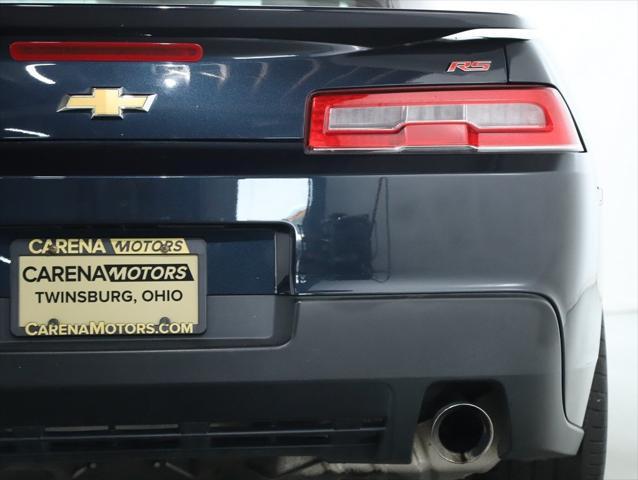 RS
CARENA MOTORS
CARENA MOTORS
TWINSBURG, OHIO
CARENAMOTORS.COM